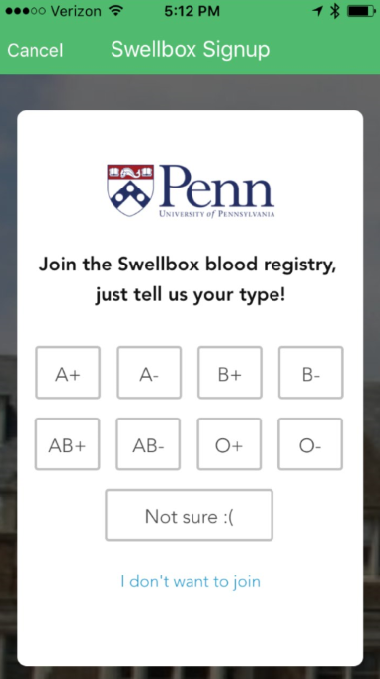 Verizon 5:12 PM
Cancel Swellbox Signup
Penn
UNIVERSITY of PENNSYLVANIA
Join the Swellbox blood registry,
just tell us your type!
A+ A- B+ B-
AB+ AB- O+ O-
Not sure :(
I don't want to join